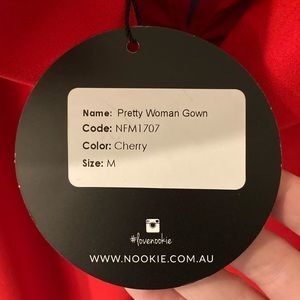 Name: Pretty Woman Gown
Code: NFM1707
Color: Cherry
Size: M
#lovenookie
WWW.NOOKIE.COM.AU